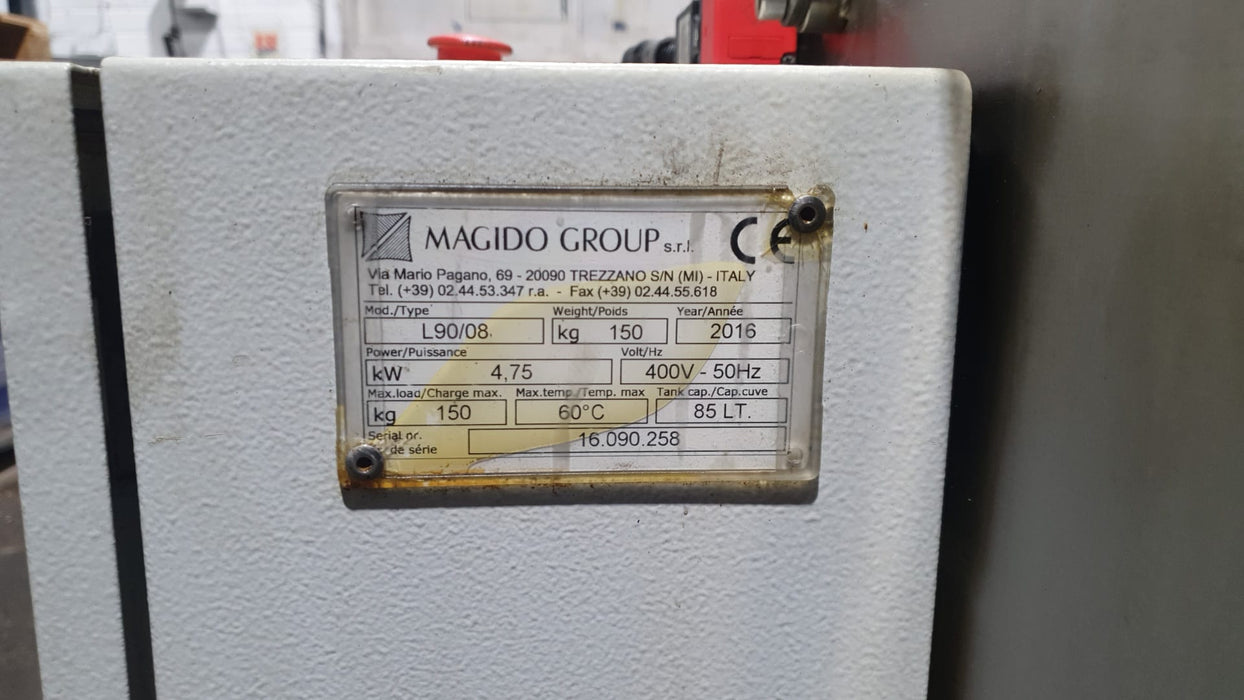 MAGIDO GROUP s.r.l. CE
Via Mario Pagano, 69 - 20090 TREZZANO S/N (MI) - ITALY
Tel. (+39) 02.44.53.347 r.a. - Fax (+39) 02.44.55.618
Mod./Type Weight/Poids Year/Année
L90/08 kg 150 2016
Power/Puissance Volt/Hz
kW 4,75 400V - 50Hz
Max.load/Charge max. Max.temp./Temp. max Tank cap./Cap.cuve
kg 150 60°C 85 LT.
Serial nr. 16.090.258
de série